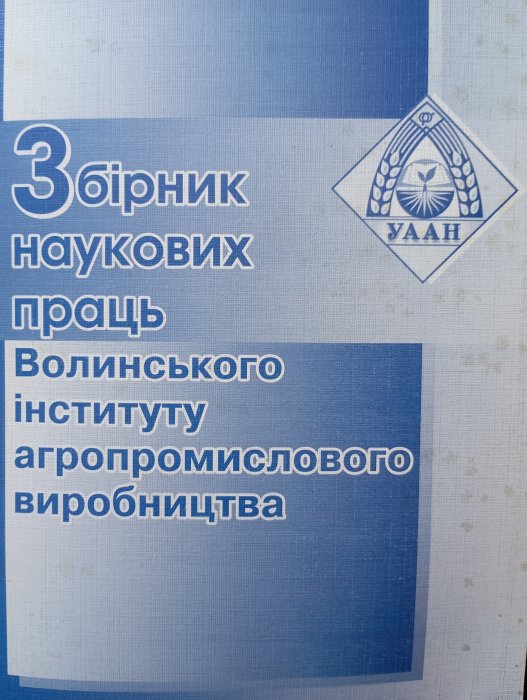 Збірник
наукових
праць
Волинського
інституту
агропромислового
виробництва
УААН